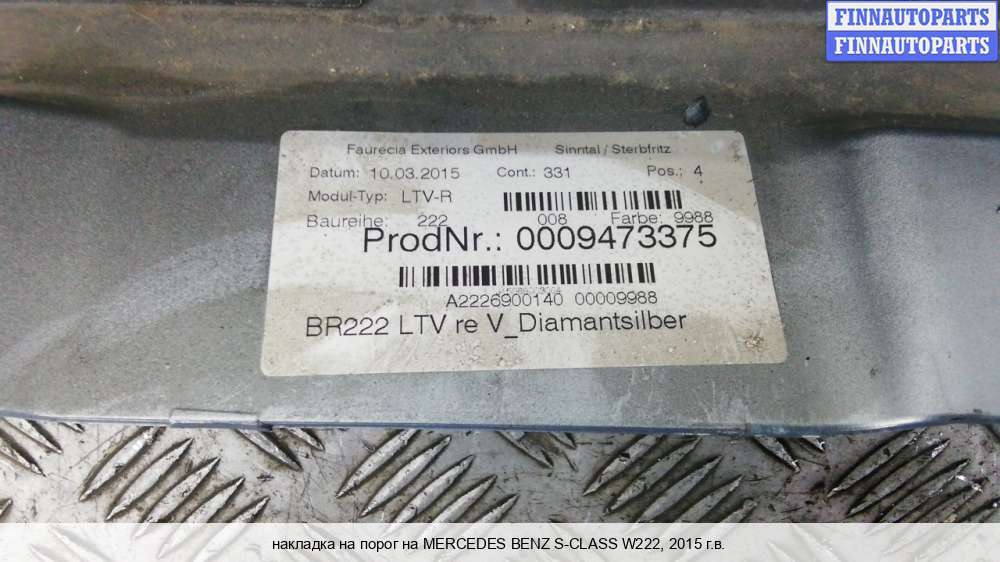 FINNAUTOPARTS
FINNAUTOPARTS
Faurecia Exteriors GmbH Sinntal / Sterbfritz
Datum: 10.03.2015 Cont.: 331 Pos.: 4
Modul-Typ: LTV-R
Baureihe: 222 008 Farbe: 9988
ProdNr.: 0009473375
A2226900140 00009988
BR222 LTV re V_Diamantsilber
накладка на порог на MERCEDES BENZ S-CLASS W222, 2015 г.в.